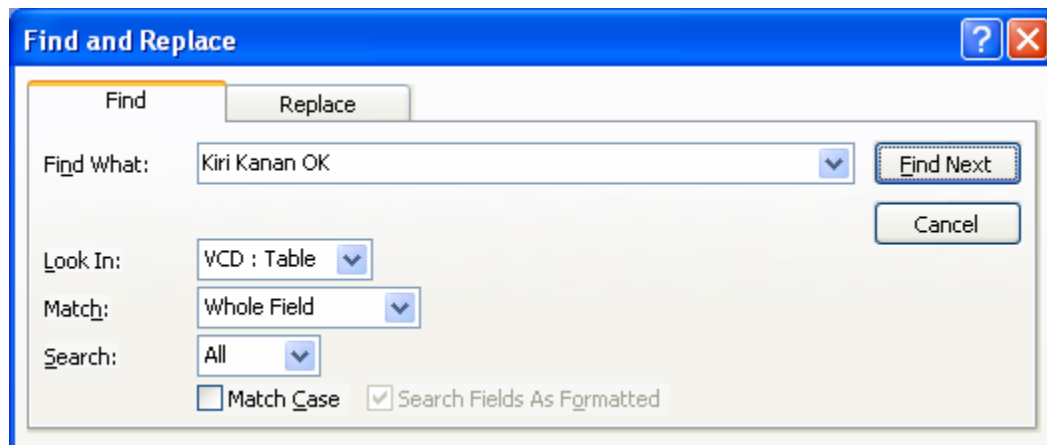 Find and Replace
Find Replace
Find What: Kiri Kanan OK Find Next
Cancel
Look In: VCD : Table
Match: Whole Field
Search: All
Match Case Search Fields As Formatted